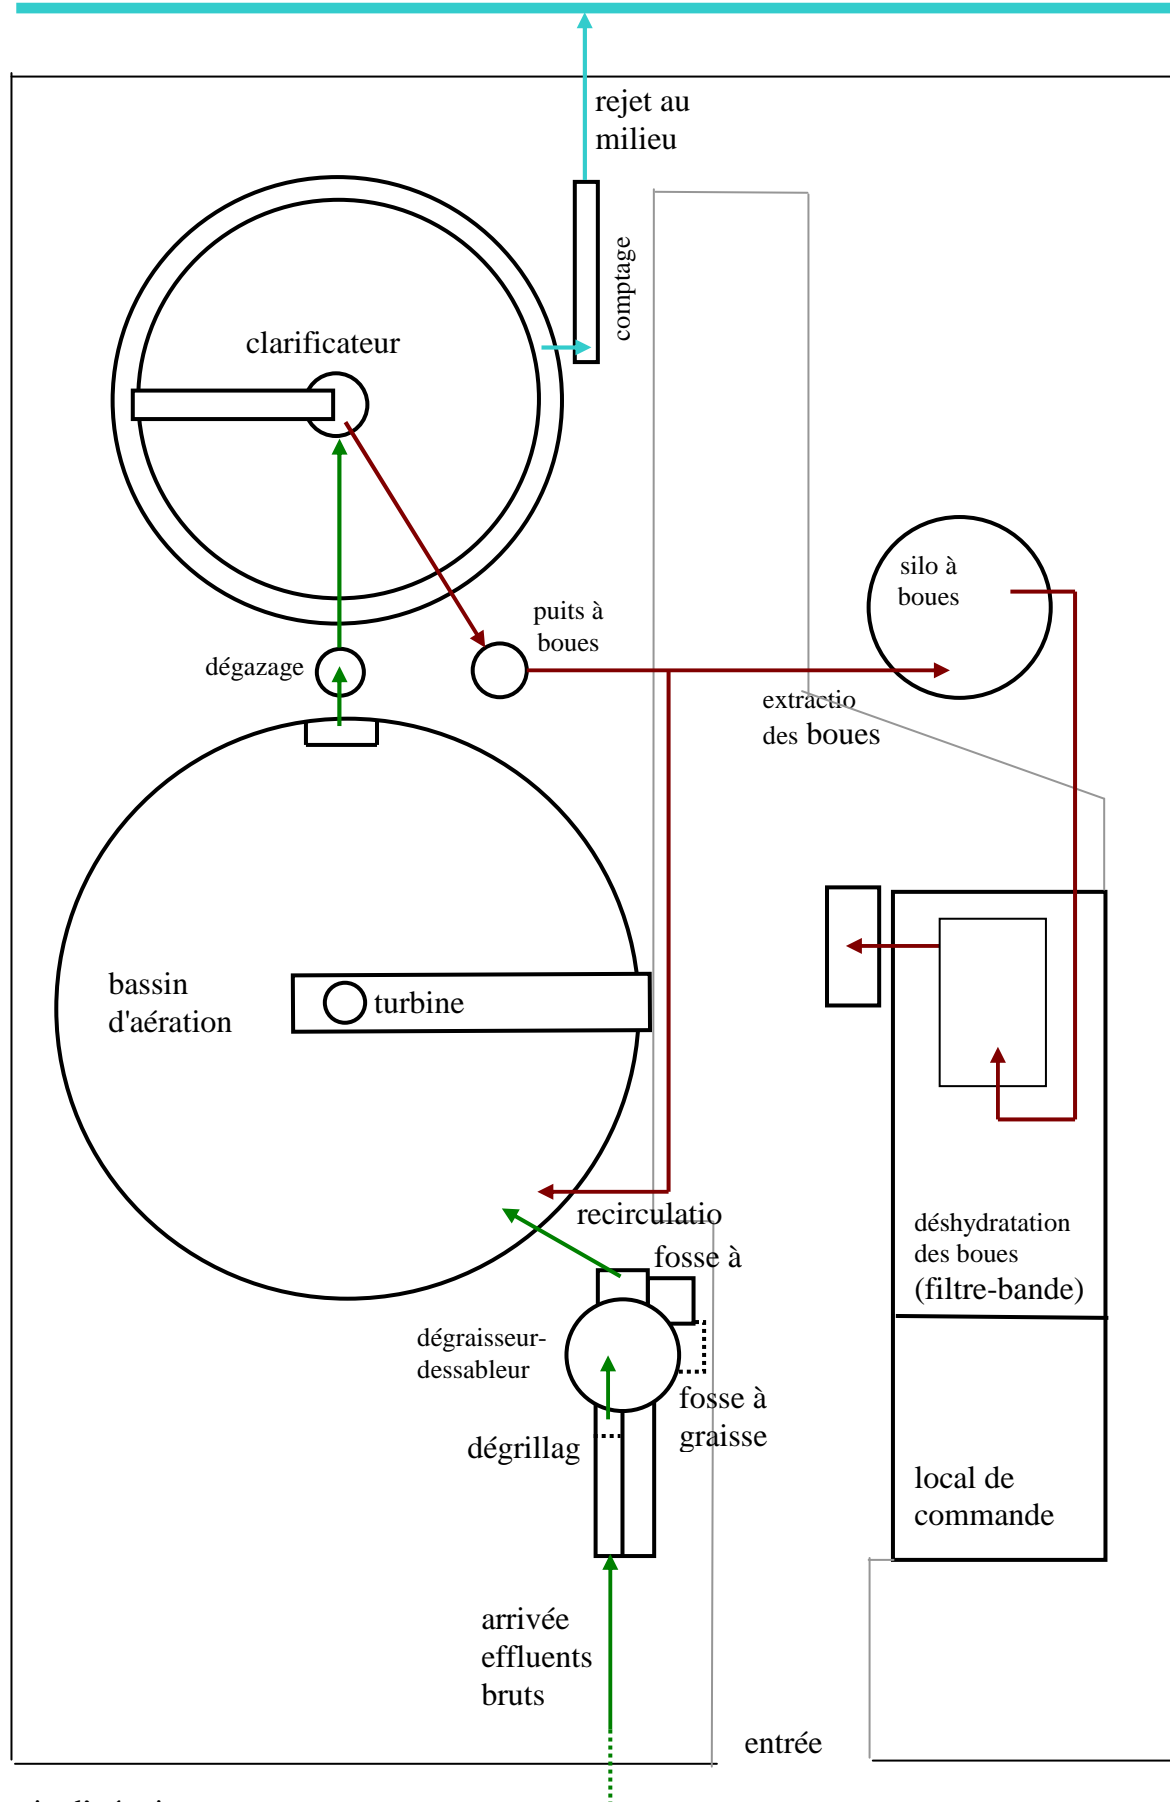 rejet au
milieu
comptage
clarificateur
silo à
boues
puits à
boues
dégazage
extractio
des boues
bassin
d'aération
turbine
recirculatio
fosse à
déshydratation
des boues
(filtre-bande)
dégraisseur-
dessableur
fosse à
graisse
dégrillag
local de
commande
arrivée
effluents
bruts
entrée